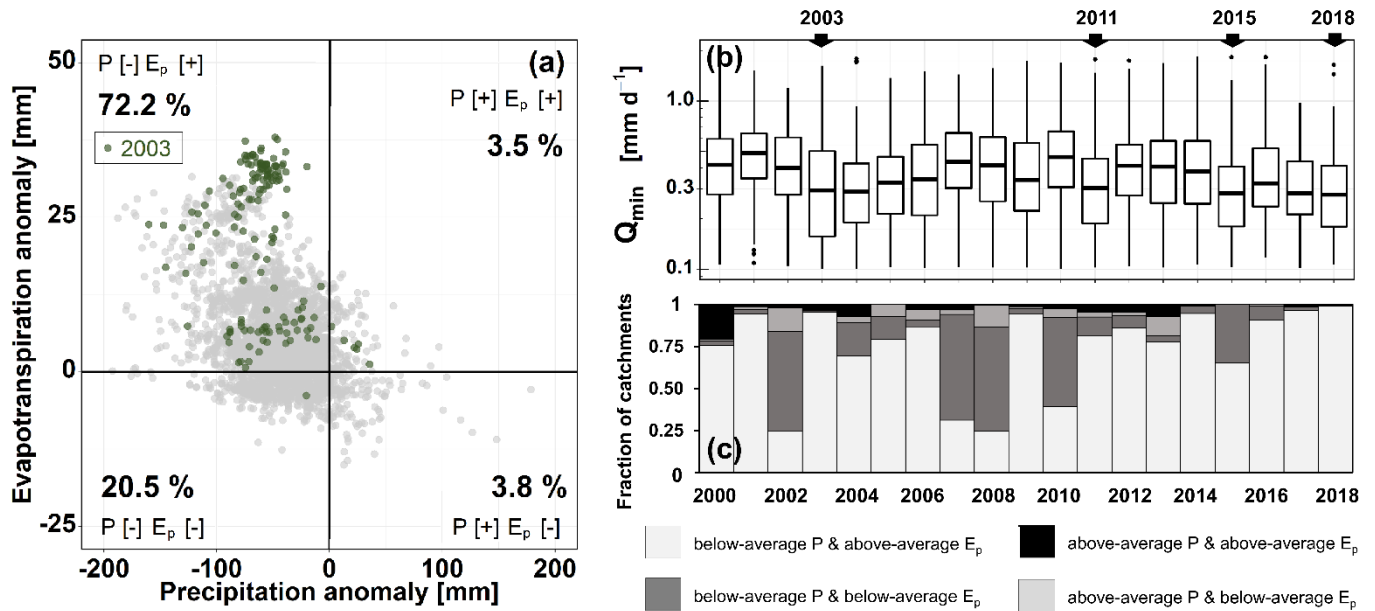 50
25
0
-25
Evapotranspiration anomaly [mm]
P [-] Eₚ [+]
72.2 %
2003
(a)
P [+] Eₚ [+]
3.5 %
20.5 %
P [-] Eₚ [-]
3.8 %
P [+] Eₚ [-]
-200 -100 0 100 200
Precipitation anomaly [mm]
2003 2011 2015 2018
(b)
1.0
0.3
0.1
Qmin [mm d⁻¹]
1
0.75
0.50
0.25
0
Fraction of catchments
(c)
2000 2002 2004 2006 2008 2010 2012 2014 2016 2018
below-average P & above-average Eₚ
above-average P & above-average Eₚ
below-average P & below-average Eₚ
above-average P & below-average Eₚ